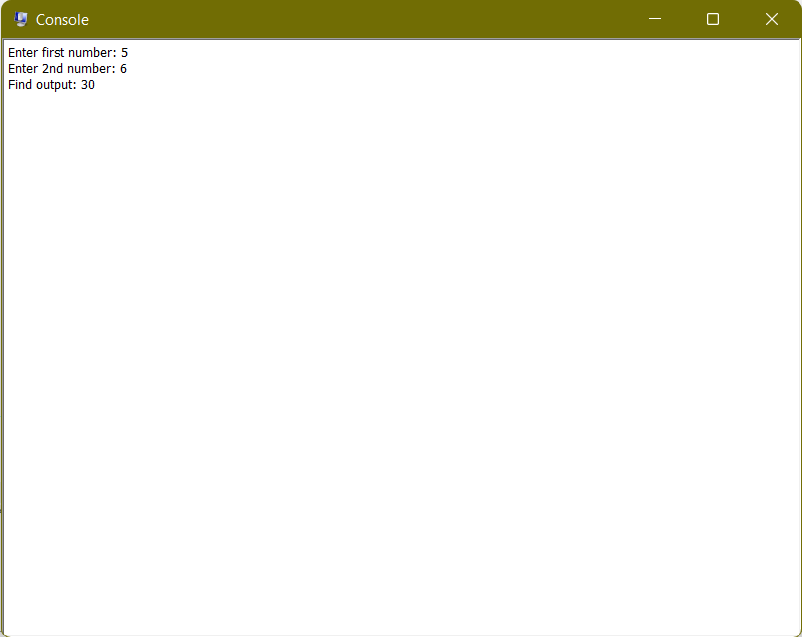 Console
Enter first number: 5
Enter 2nd number: 6
Find output: 30